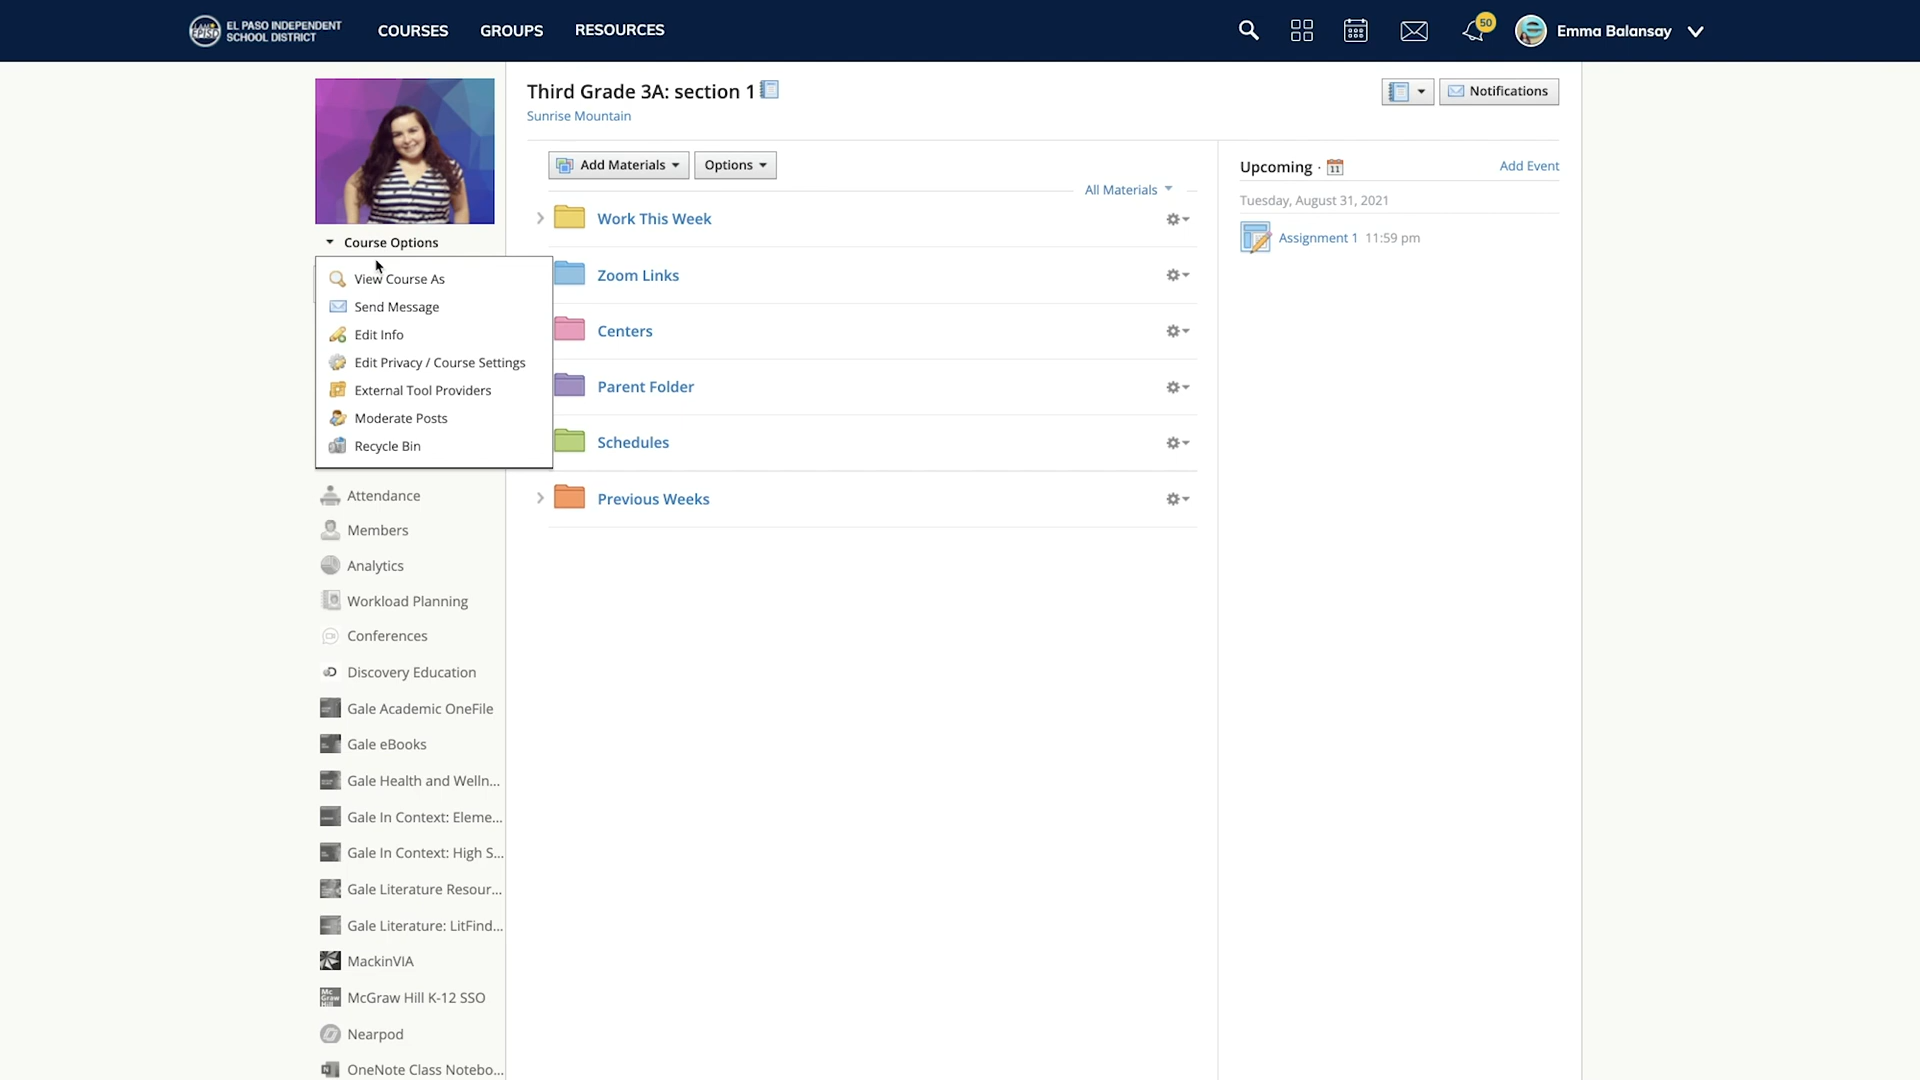 EL PASO INDEPENDENT
SCHOOL DISTRICT
COURSES
GROUPS
RESOURCES
50
Emma Balansay
Third Grade 3A: section 1
Sunrise Mountain
Notifications
Course Options
View Course As
Send Message
Edit Info
Edit Privacy / Course Settings
External Tool Providers
Moderate Posts
Recycle Bin
Attendance
Members
Analytics
Workload Planning
Conferences
Discovery Education
Gale Academic OneFile
Gale eBooks
Gale Health and Welln...
Gale In Context: Eleme...
Gale In Context: High S...
Gale Literature Resour...
Gale Literature: LitFind...
MackinVIA
McGraw Hill K-12 SSO
Nearpod
OneNote Class Notebo...
Add Materials
Options
All Materials
Work This Week
Zoom Links
Centers
Parent Folder
Schedules
Previous Weeks
Upcoming ·
11
Add Event
Tuesday, August 31, 2021
Assignment 1 11:59 pm